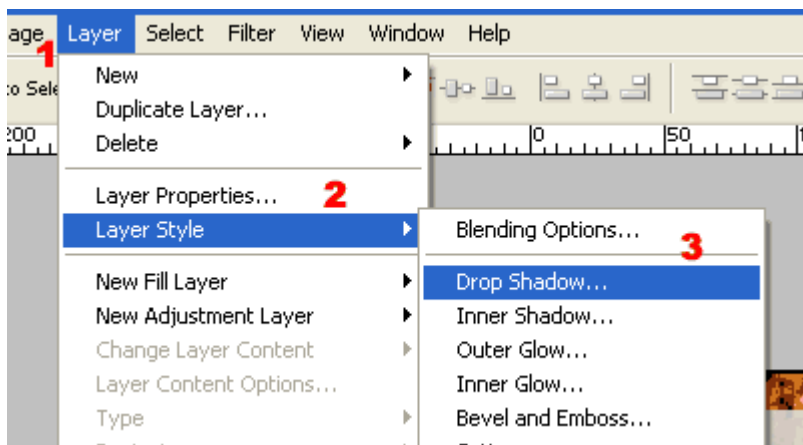 age Layer Select Filter View Window Help
1
to Sele
New
Duplicate Layer...
200
0
50
Delete
Layer Properties...
2
Layer Style
Blending Options...
3
New Fill Layer
Drop Shadow...
New Adjustment Layer
Inner Shadow...
Change Layer Content
Outer Glow...
Layer Content Options...
Inner Glow...
Type
Bevel and Emboss...